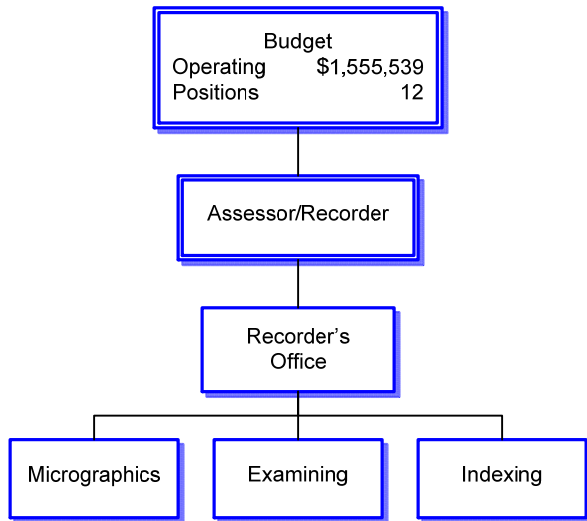 Budget
Operating $1,555,539
Positions 12
Assessor/Recorder
Recorder’s
Office
Micrographics
Examining
Indexing